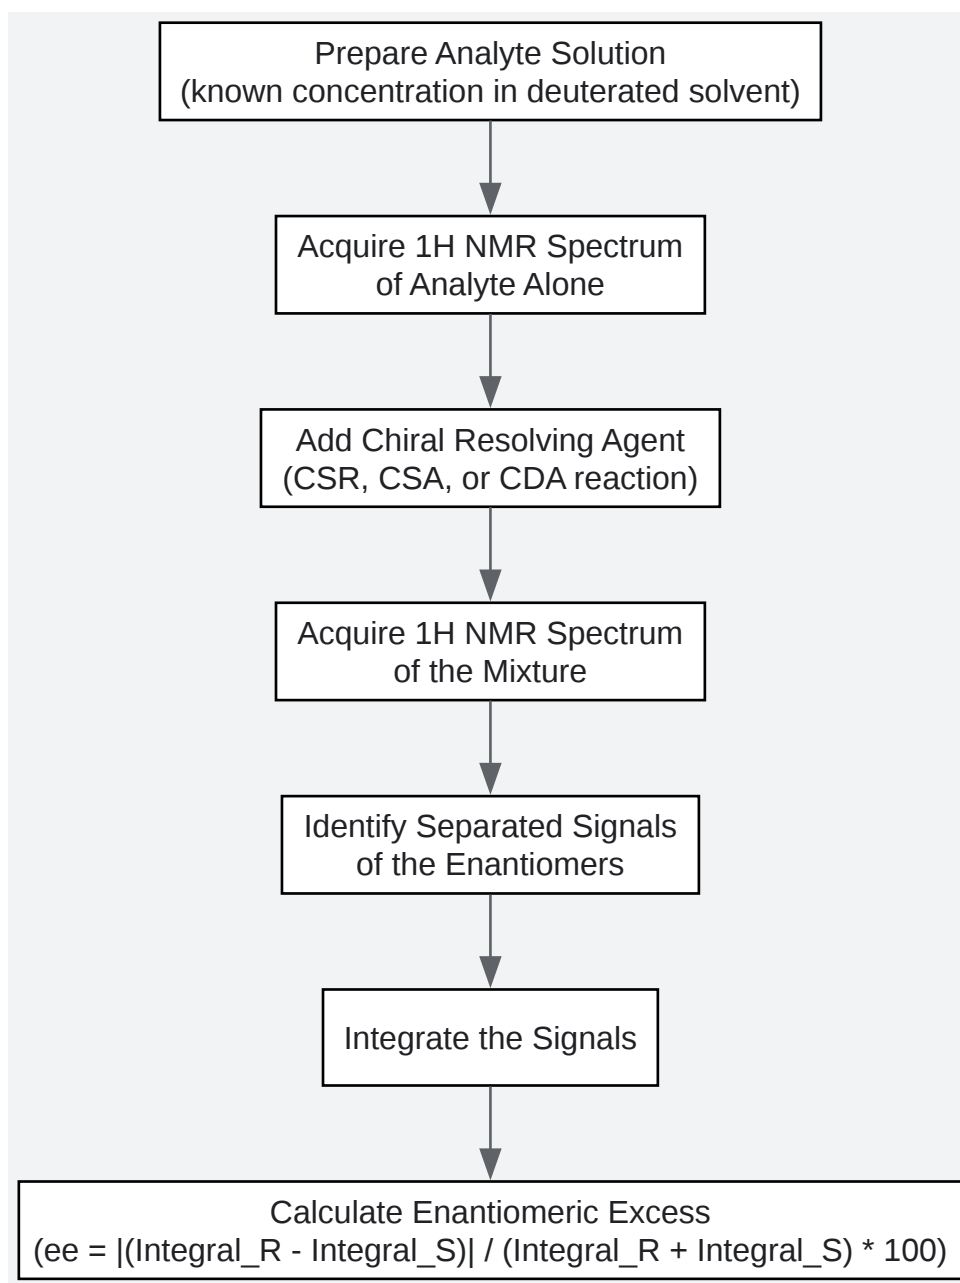 Prepare Analyte Solution
(known concentration in deuterated solvent)
Acquire 1H NMR Spectrum
of Analyte Alone
Add Chiral Resolving Agent
(CSR, CSA, or CDA reaction)
Acquire 1H NMR Spectrum
of the Mixture
Identify Separated Signals
of the Enantiomers
Integrate the Signals
Calculate Enantiomeric Excess
(ee = |(Integral_R - Integral_S)| / (Integral_R + Integral_S) * 100)